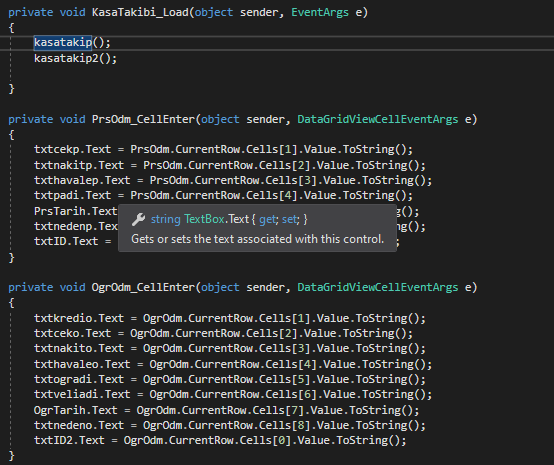 private void KasaTakibi_Load(object sender, EventArgs e)
{
kasatakip();
kasatakip2();
}
private void PrsOdm_CellEnter(object sender, DataGridViewCellEventArgs e)
{
txtcekp.Text = PrsOdm.CurrentRow.Cells[1].Value.ToString();
txtnakitp.Text = PrsOdm.CurrentRow.Cells[2].Value.ToString();
txthavalep.Text = PrsOdm.CurrentRow.Cells[3].Value.ToString();
txtpadi.Text = PrsOdm.CurrentRow.Cells[4].Value.ToString();
PrsTarih.Text ng();
txtnedenp.Text ng();
txtID.Text = ;
string TextBox.Text { get; set; }
Gets or sets the text associated with this control.
}
private void OgrOdm_CellEnter(object sender, DataGridViewCellEventArgs e)
{
txtkredio.Text = OgrOdm.CurrentRow.Cells[1].Value.ToString();
txtceko.Text = OgrOdm.CurrentRow.Cells[2].Value.ToString();
txtnakito.Text = OgrOdm.CurrentRow.Cells[3].Value.ToString();
txthavaleo.Text = OgrOdm.CurrentRow.Cells[4].Value.ToString();
txtogradi.Text = OgrOdm.CurrentRow.Cells[5].Value.ToString();
txtveliadi.Text = OgrOdm.CurrentRow.Cells[6].Value.ToString();
OgrTarih.Text = OgrOdm.CurrentRow.Cells[7].Value.ToString();
txtnedeno.Text = OgrOdm.CurrentRow.Cells[8].Value.ToString();
txtID2.Text = OgrOdm.CurrentRow.Cells[0].Value.ToString();
}